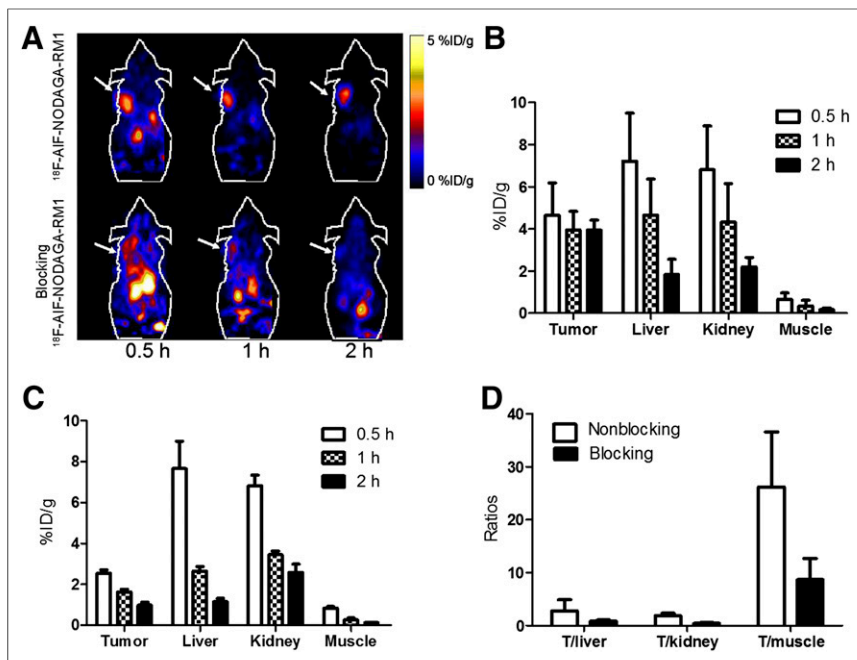 A
18F-AlF-NODAGA-RM1
Blocking
18F-AlF-NODAGA-RM1
5 %ID/g
0 %ID/g
0.5 h
1 h
2 h
B
%ID/g
10
8
6
4
2
0
0.5 h
1 h
2 h
Tumor
Liver
Kidney
Muscle
C
%ID/g
10
8
6
4
2
0
0.5 h
1 h
2 h
Tumor
Liver
Kidney
Muscle
D
Ratios
40
30
20
10
0
Nonblocking
Blocking
T/liver
T/kidney
T/muscle